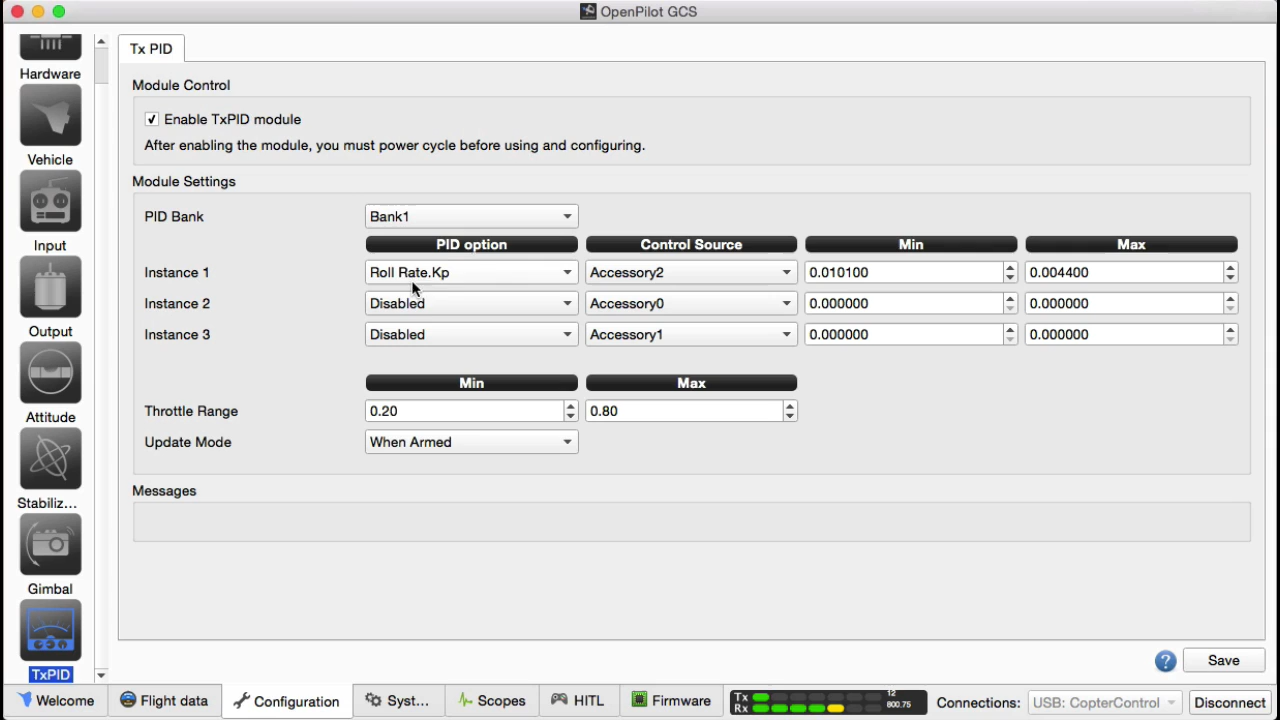 OpenPilot GCS
Hardware
Vehicle
Input
Output
Attitude
Stabiliz...
Gimbal
TxPID
Tx PID
Module Control
Enable TxPID module
After enabling the module, you must power cycle before using and configuring.
Module Settings
PID Bank Bank1
PID option Control Source Min Max
Instance 1 Roll Rate.Kp Accessory2 0.010100 0.004400
Instance 2 Disabled Accessory0 0.000000 0.000000
Instance 3 Disabled Accessory1 0.000000 0.000000
Min Max
Throttle Range 0.20 0.80
Update Mode When Armed
Messages
? Save
Welcome Flight data Configuration Syst... Scopes HITL Firmware Tx 12 Rx 800.75 Connections: USB: CopterControl Disconnect